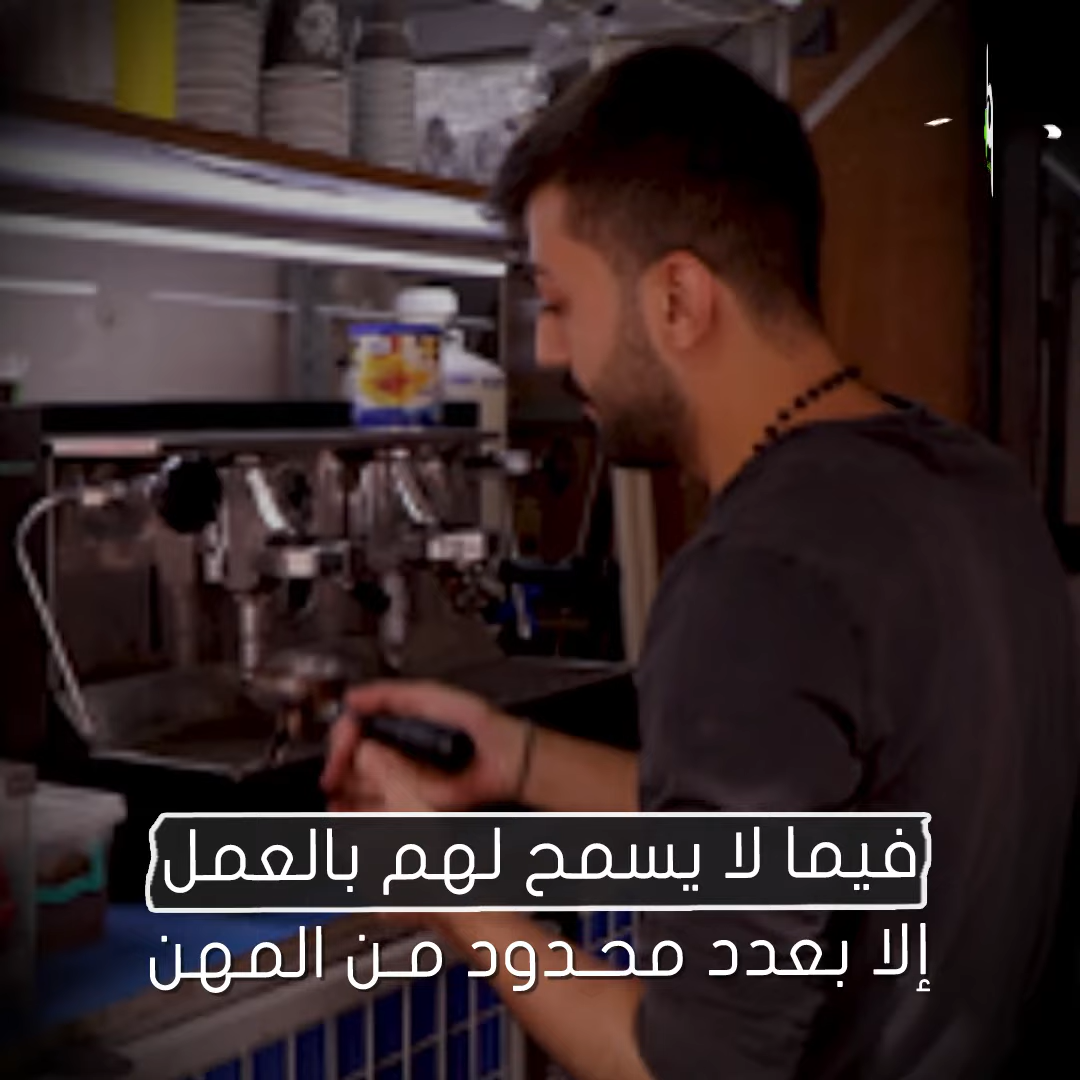 فيما لا يسمح لهم بالعمل
إلا بعدد محدود من المهن